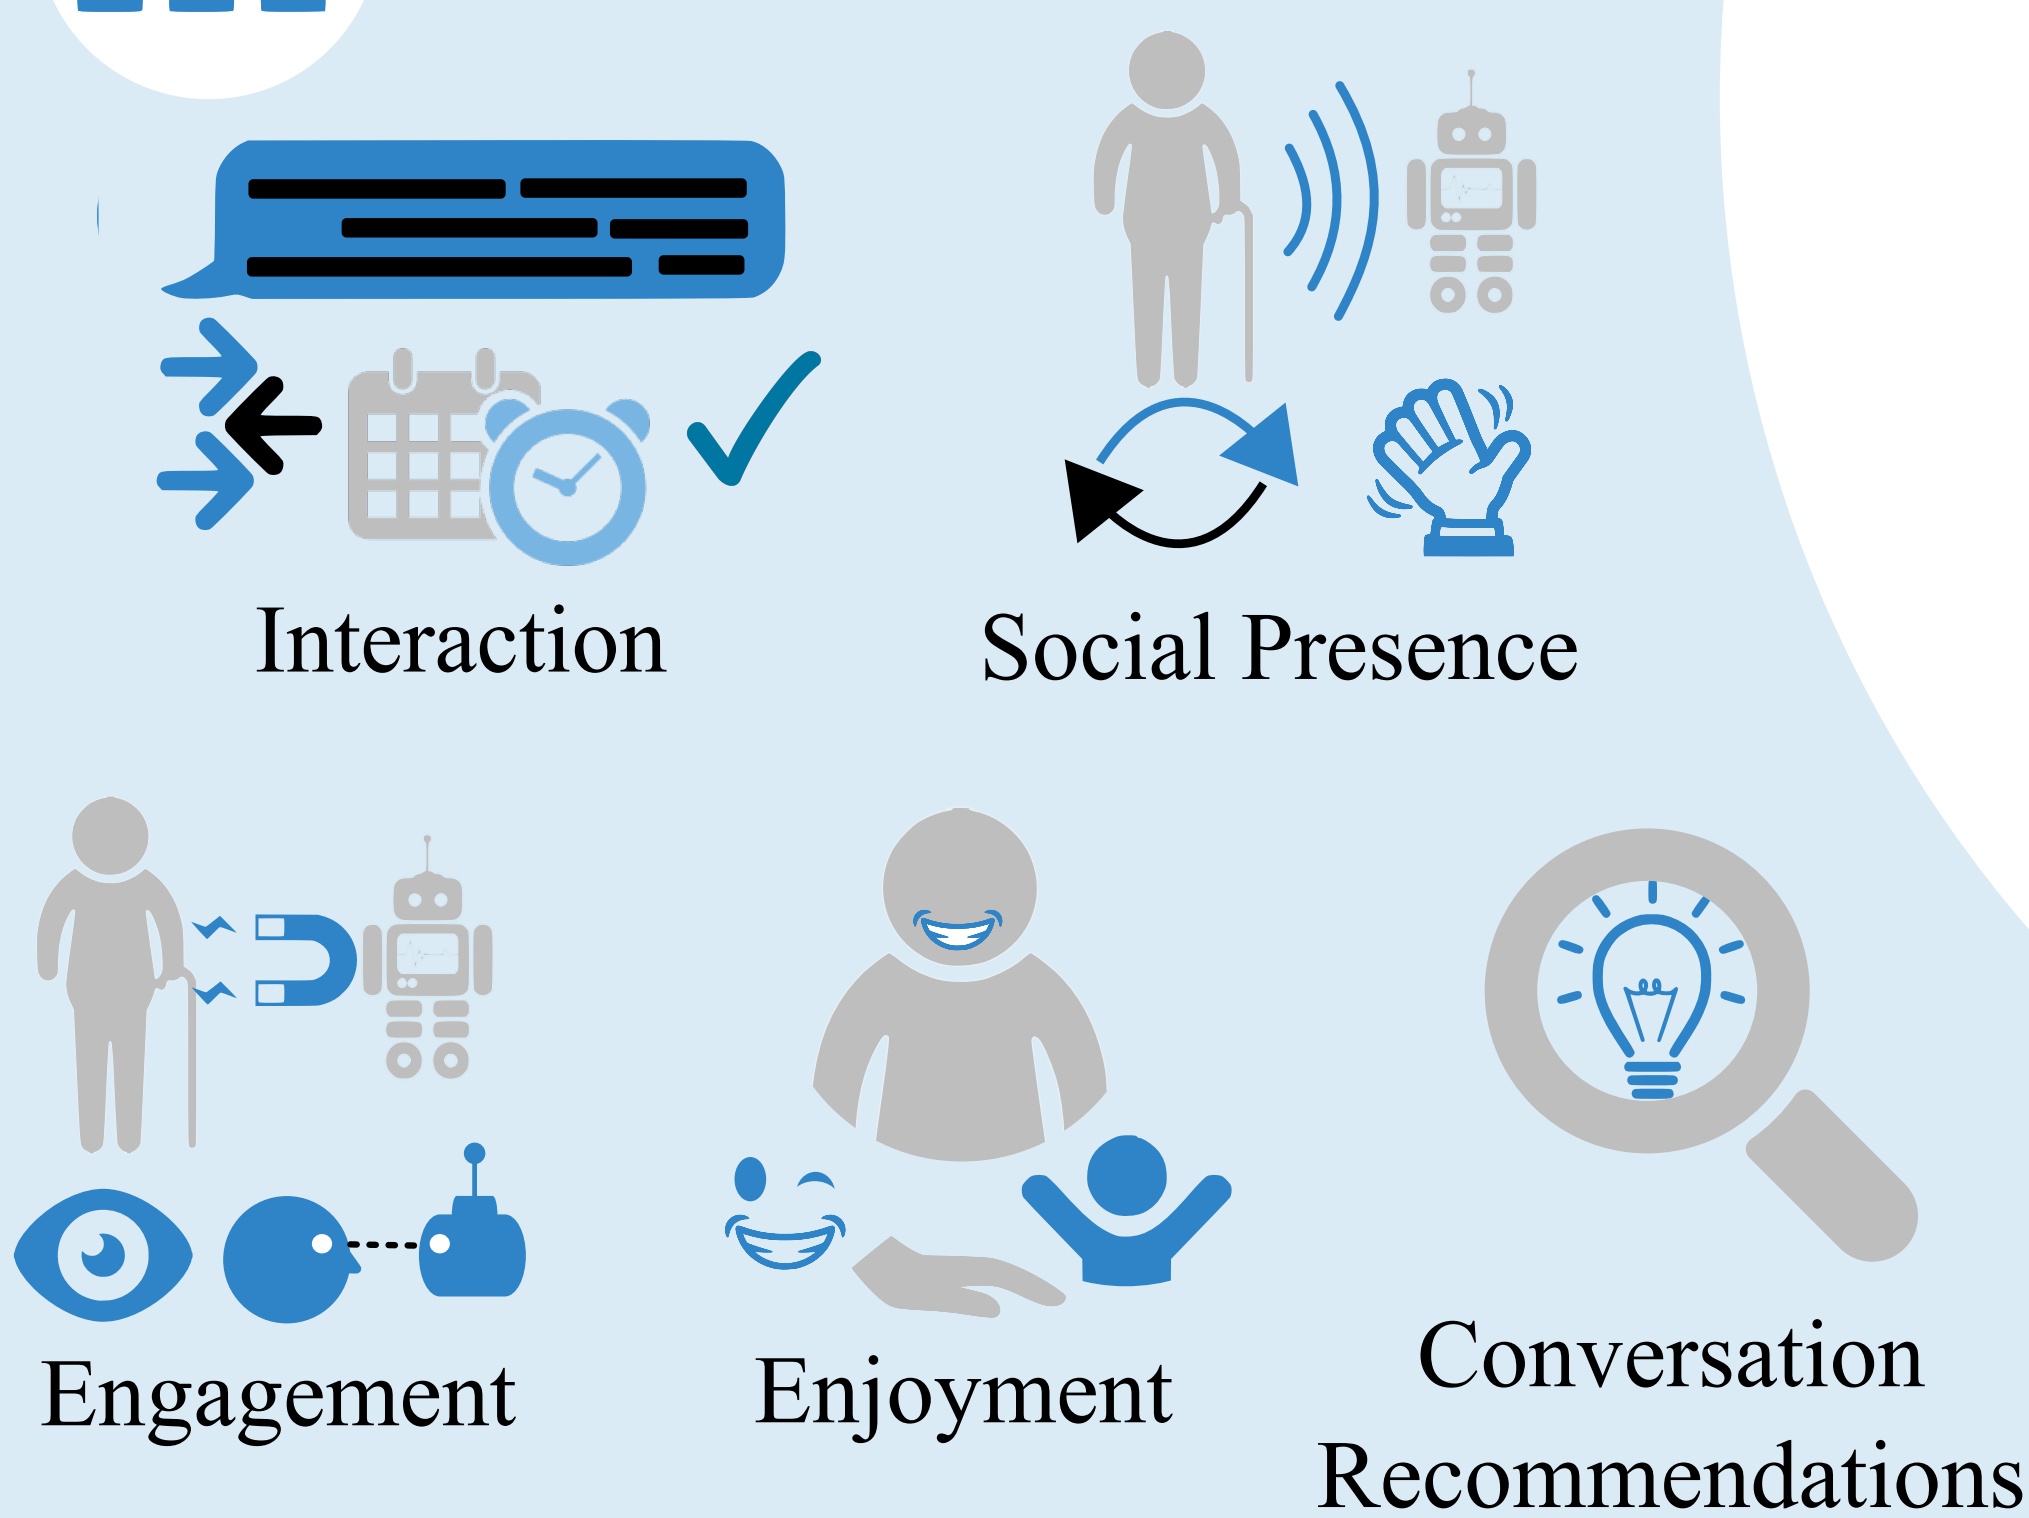 Interaction
Social Presence
Engagement
Enjoyment
Conversation
Recommendations